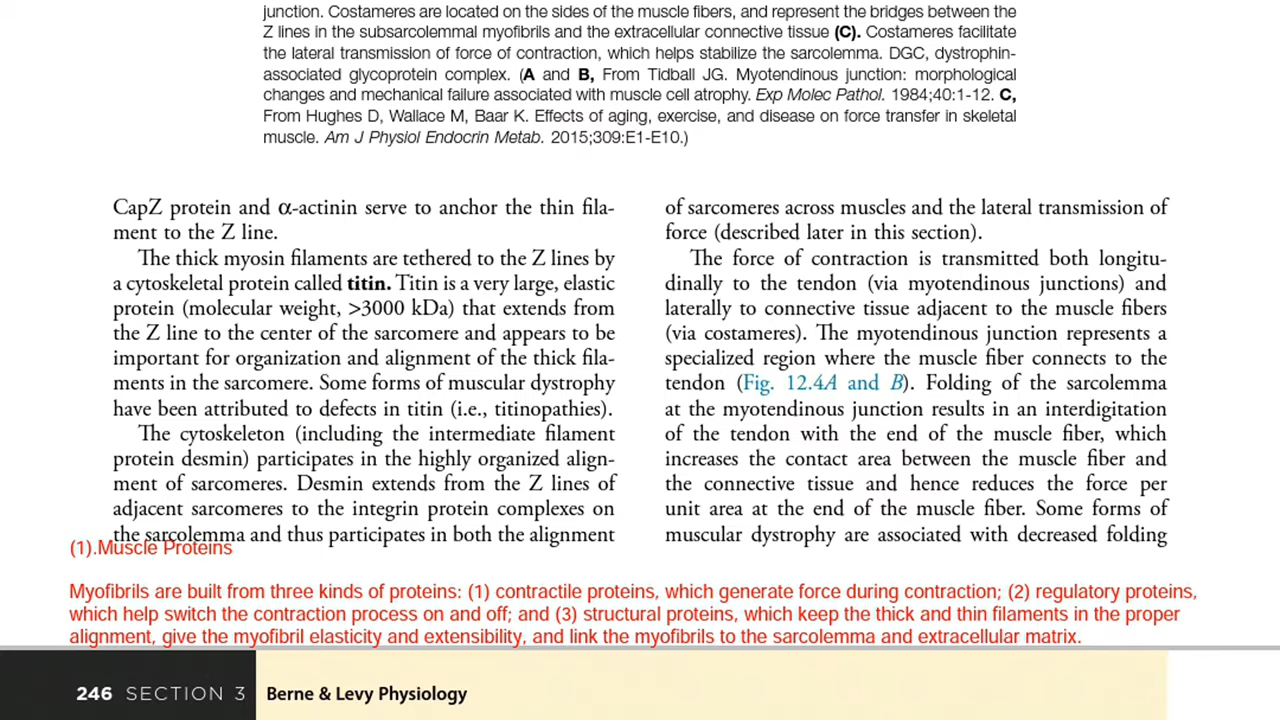 junction. Costameres are located on the sides of the muscle fibers, and represent the bridges between the
Z lines in the subsarcolemmal myofibrils and the extracellular connective tissue (C). Costameres facilitate
the lateral transmission of force of contraction, which helps stabilize the sarcolemma. DGC, dystrophin-
associated glycoprotein complex. (A and B, From Tidball JG. Myotendinous junction: morphological
changes and mechanical failure associated with muscle cell atrophy. Exp Molec Pathol. 1984;40:1-12. C,
From Hughes D, Wallace M, Baar K. Effects of aging, exercise, and disease on force transfer in skeletal
muscle. Am J Physiol Endocrin Metab. 2015;309:E1-E10.)
CapZ protein and α-actinin serve to anchor the thin fila-
ment to the Z line.
The thick myosin filaments are tethered to the Z lines by
a cytoskeletal protein called titin. Titin is a very large, elastic
protein (molecular weight, >3000 kDa) that extends from
the Z line to the center of the sarcomere and appears to be
important for organization and alignment of the thick fila-
ments in the sarcomere. Some forms of muscular dystrophy
have been attributed to defects in titin (i.e., titinopathies).
The cytoskeleton (including the intermediate filament
protein desmin) participates in the highly organized align-
ment of sarcomeres. Desmin extends from the Z lines of
adjacent sarcomeres to the integrin protein complexes on
the sarcolemma and thus participates in both the alignment
of sarcomeres across muscles and the lateral transmission of
force (described later in this section).
The force of contraction is transmitted both longitu-
dinally to the tendon (via myotendinous junctions) and
laterally to connective tissue adjacent to the muscle fibers
(via costameres). The myotendinous junction represents a
specialized region where the muscle fiber connects to the
tendon (Fig. 12.4A and B). Folding of the sarcolemma
at the myotendinous junction results in an interdigitation
of the tendon with the end of the muscle fiber, which
increases the contact area between the muscle fiber and
the connective tissue and hence reduces the force per
unit area at the end of the muscle fiber. Some forms of
muscular dystrophy are associated with decreased folding
(1).Muscle Proteins
Myofibrils are built from three kinds of proteins: (1) contractile proteins, which generate force during contraction; (2) regulatory proteins,
which help switch the contraction process on and off; and (3) structural proteins, which keep the thick and thin filaments in the proper
alignment, give the myofibril elasticity and extensibility, and link the myofibrils to the sarcolemma and extracellular matrix.
246 SECTION 3 Berne & Levy Physiology